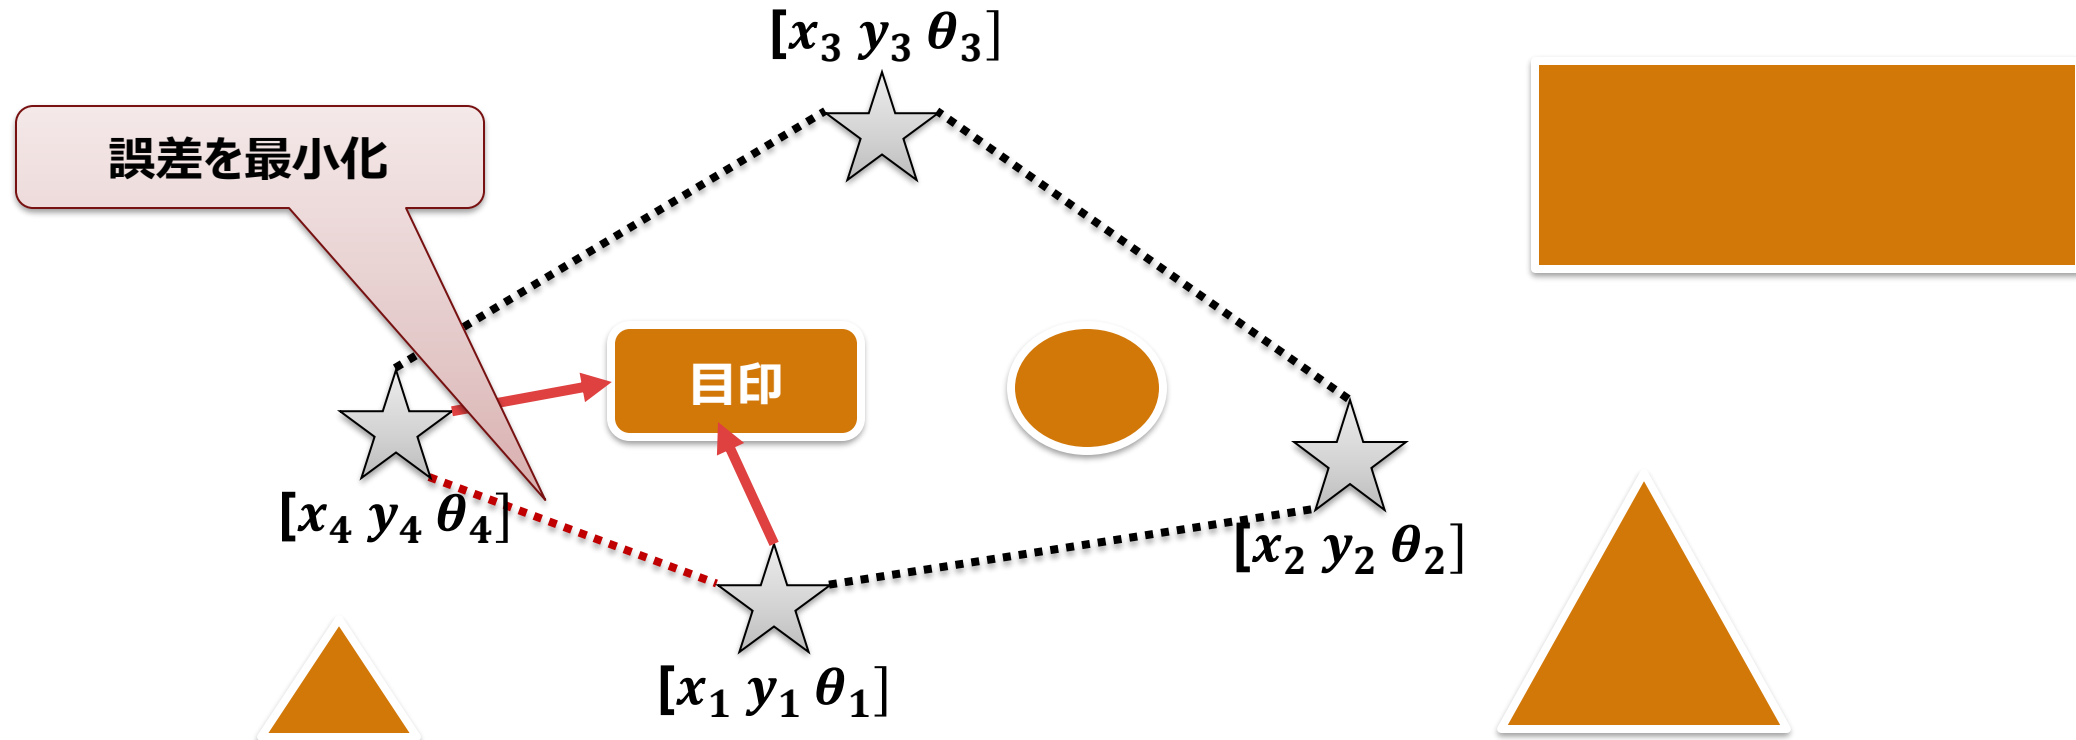 [x₃ y₃ θ₃]
誤差を最小化
目印
[x₄ y₄ θ₄]
[x₂ y₂ θ₂]
[x₁ y₁ θ₁]